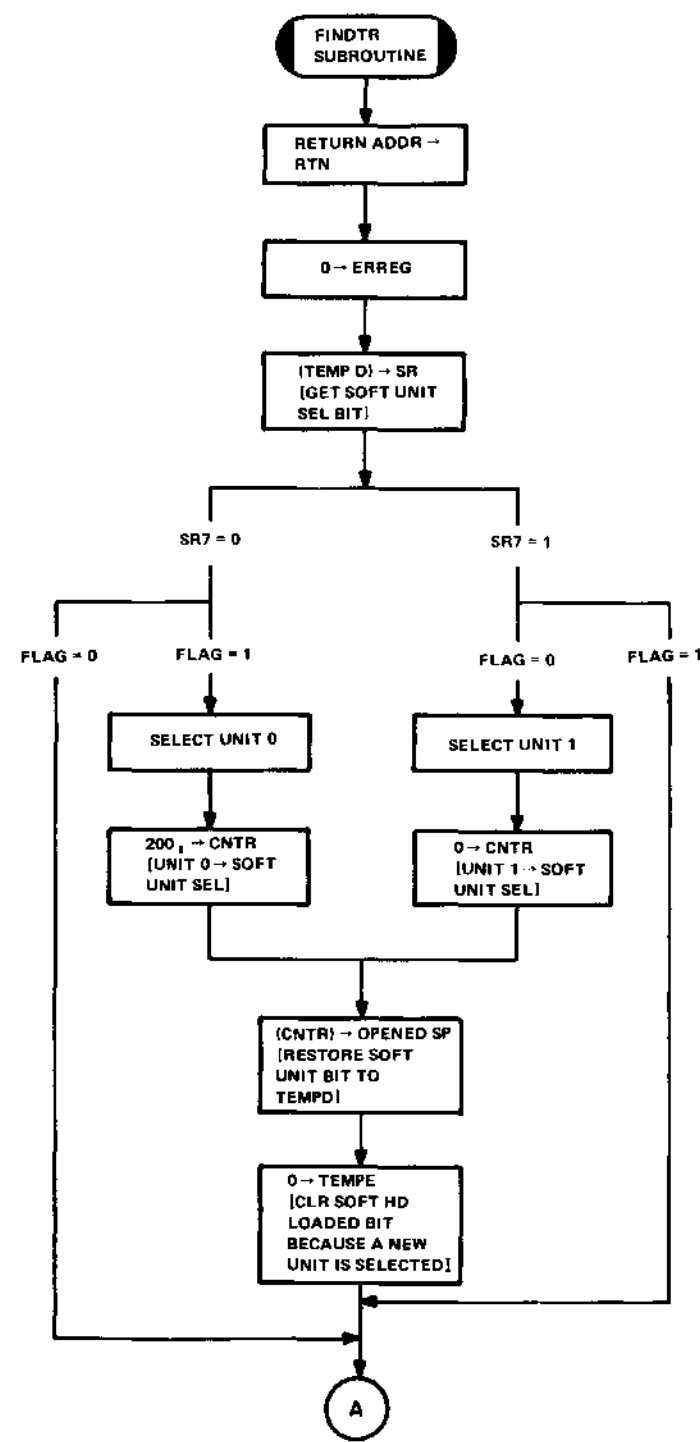 FINDTR
SUBROUTINE
RETURN ADDR →
RTN
0 → ERREG
(TEMP D) → SR
[GET SOFT UNIT
SEL BIT]
SR7 = 0
SR7 = 1
FLAG = 0
FLAG = 1
FLAG = 0
FLAG = 1
SELECT UNIT 0
SELECT UNIT 1
200 → CNTR
[UNIT 0 → SOFT
UNIT SEL]
0 → CNTR
[UNIT 1 → SOFT
UNIT SEL]
(CNTR) → OPENED SP
[RESTORE SOFT
UNIT BIT TO
TEMPD]
0 → TEMPE
[CLR SOFT HD
LOADED BIT
BECAUSE A NEW
UNIT IS SELECTED]
A